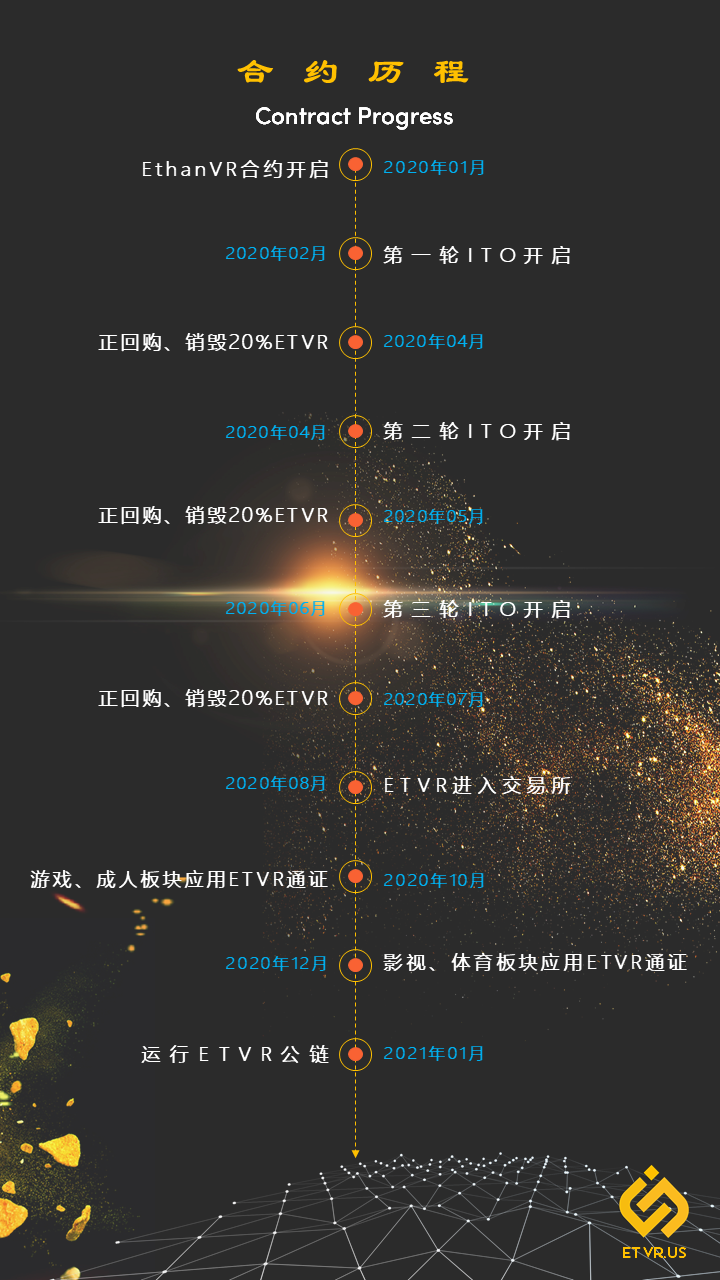 合约历程
Contract Progress
EthanVR合约开启 2020年01月
2020年02月 第一轮ITO开启
正回购、销毁20%ETVR 2020年04月
2020年04月 第二轮ITO开启
正回购、销毁20%ETVR 2020年05月
2020年06月 第三轮ITO开启
正回购、销毁20%ETVR 2020年07月
2020年08月 ETVR进入交易所
游戏、成人板块应用ETVR通证 2020年10月
2020年12月 影视、体育板块应用ETVR通证
运行ETVR公链 2021年01月
ETVR.US